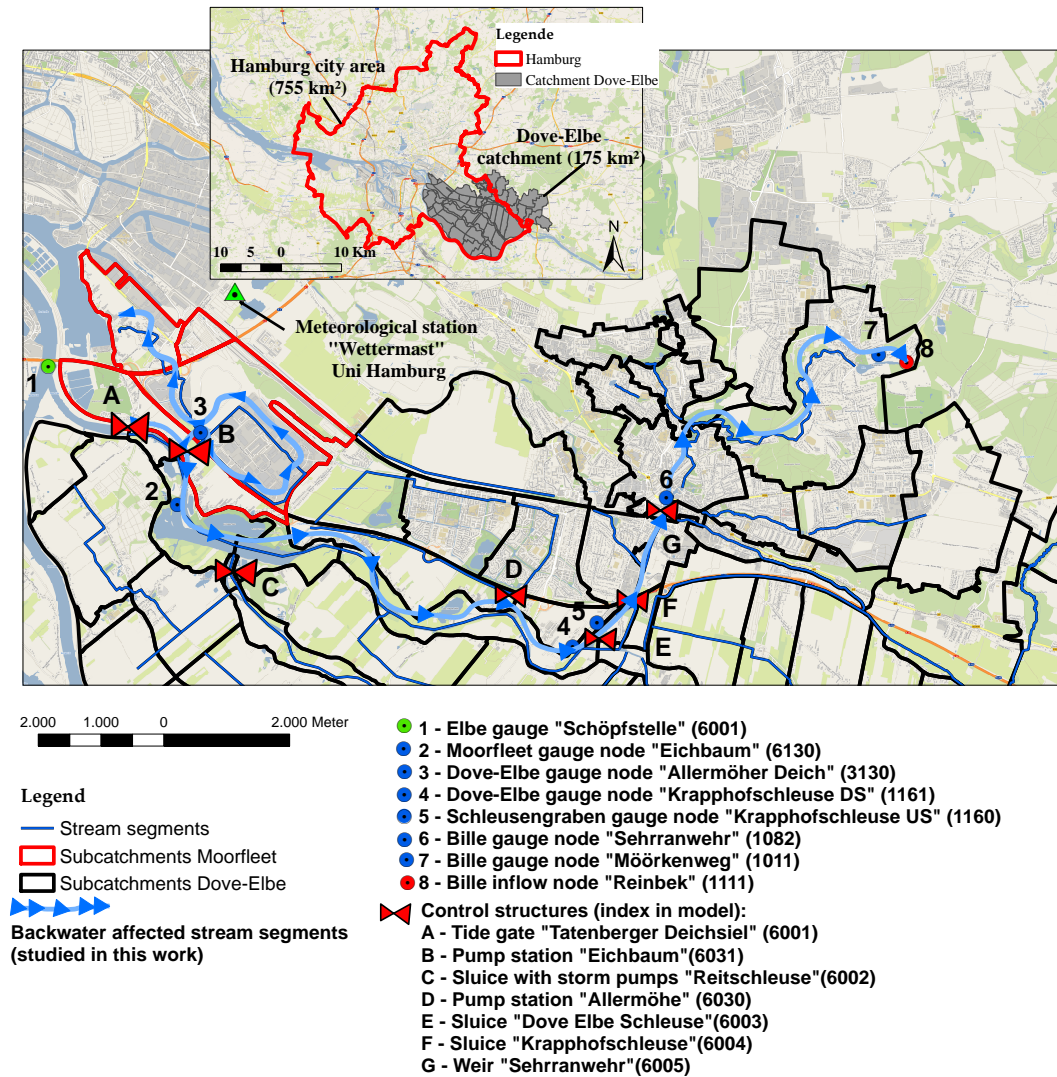 Legende
Hamburg
Catchment Dove-Elbe
Hamburg city area
(755 km²)
Dove-Elbe
catchment (175 km²)
N
10 5 0 10 Km
Meteorological station
"Wettermast"
Uni Hamburg
1
A
3
B
2
C
D
4
5
E
F
G
6
7
8
2.000 1.000 0 2.000 Meter
Legend
Stream segments
Subcatchments Moorfleet
Subcatchments Dove-Elbe
Backwater affected stream segments
(studied in this work)
1 - Elbe gauge "Schöpfstelle" (6001)
2 - Moorfleet gauge node "Eichbaum" (6130)
3 - Dove-Elbe gauge node "Allermöher Deich" (3130)
4 - Dove-Elbe gauge node "Krapphofschleuse DS" (1161)
5 - Schleusengraben gauge node "Krapphofschleuse US" (1160)
6 - Bille gauge node "Sehrranwehr" (1082)
7 - Bille gauge node "Möörkenweg" (1011)
8 - Bille inflow node "Reinbek" (1111)
Control structures (index in model):
A - Tide gate "Tatenberger Deichsiel" (6001)
B - Pump station "Eichbaum"(6031)
C - Sluice with storm pumps "Reitschleuse"(6002)
D - Pump station "Allermöhe" (6030)
E - Sluice "Dove Elbe Schleuse"(6003)
F - Sluice "Krapphofschleuse"(6004)
G - Weir "Sehrranwehr"(6005)